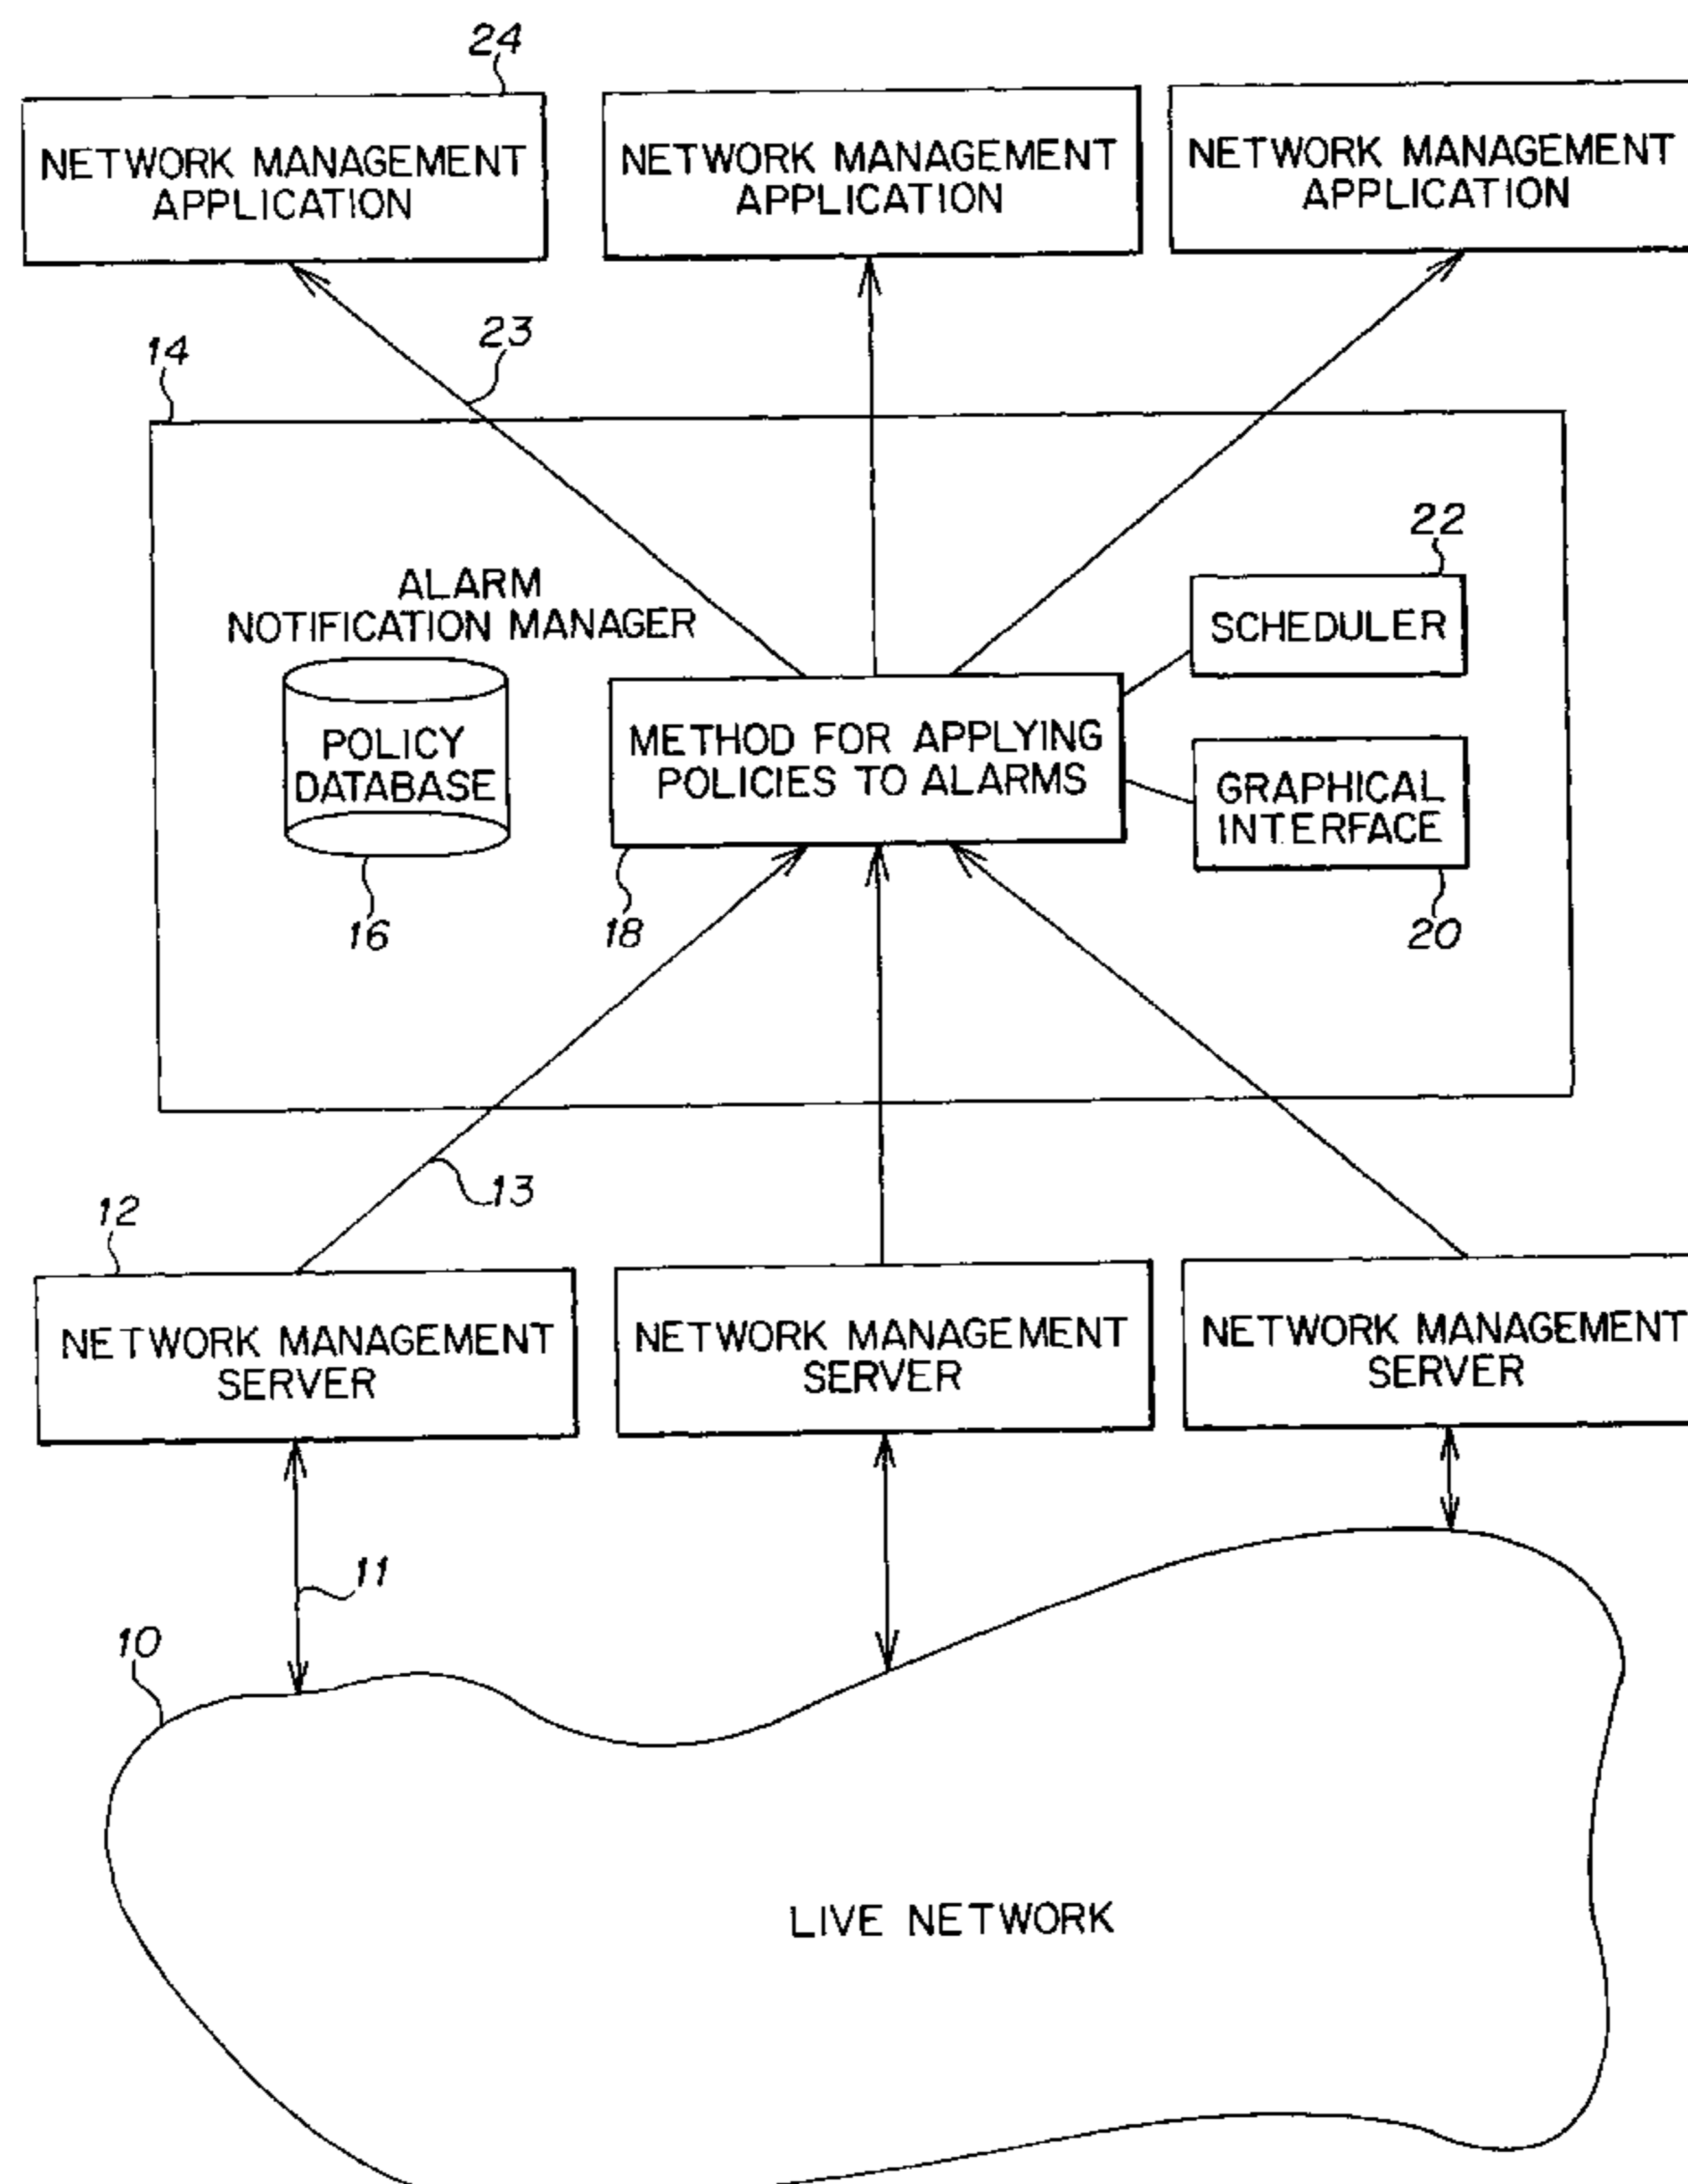 24
NETWORK MANAGEMENT
APPLICATION
NETWORK MANAGEMENT
APPLICATION
NETWORK MANAGEMENT
APPLICATION
23
14
22
ALARM
NOTIFICATION MANAGER
SCHEDULER
POLICY
DATABASE
METHOD FOR APPLYING
POLICIES TO ALARMS
GRAPHICAL
INTERFACE
16
18
20
13
12
NETWORK MANAGEMENT
SERVER
NETWORK MANAGEMENT
SERVER
NETWORK MANAGEMENT
SERVER
11
10
LIVE NETWORK